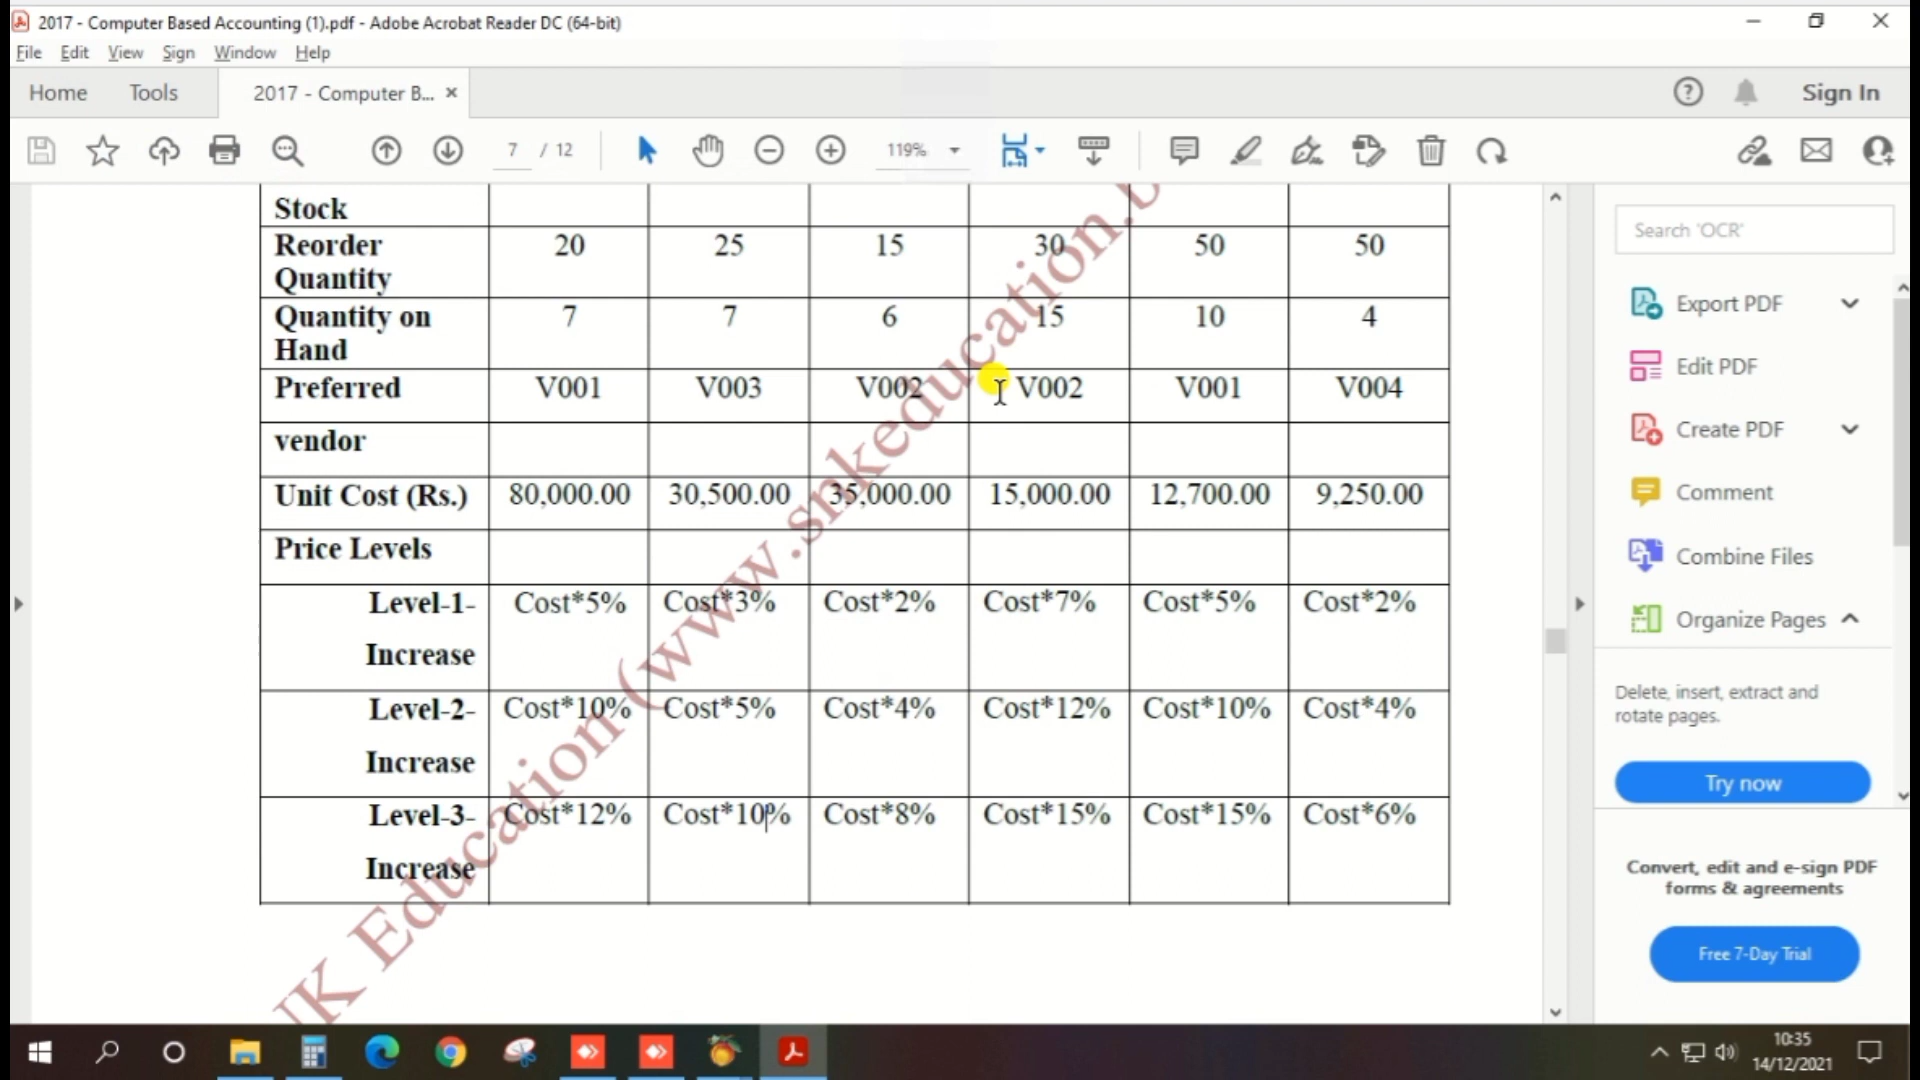 2017 - Computer Based Accounting (1).pdf - Adobe Acrobat Reader DC (64-bit)
File Edit View Sign Window Help
Home Tools 2017 - Computer B... × Sign In
7 / 12 119%
Stock
Reorder Quantity 20 25 15 30 50 50
Quantity on Hand 7 7 6 15 10 4
Preferred V001 V003 V002 V002 V001 V004
vendor
Unit Cost (Rs.) 80,000.00 30,500.00 35,000.00 15,000.00 12,700.00 9,250.00
Price Levels
Level-1- Increase Cost*5% Cost*3% Cost*2% Cost*7% Cost*5% Cost*2%
Level-2- Increase Cost*10% Cost*5% Cost*4% Cost*12% Cost*10% Cost*4%
Level-3- Increase Cost*12% Cost*10% Cost*8% Cost*15% Cost*15% Cost*6%
Education (www.snkeducation.
Search 'OCR'
Export PDF
Edit PDF
Create PDF
Comment
Combine Files
Organize Pages
Delete, insert, extract and
rotate pages.
Try now
Convert, edit and e-sign PDF
forms & agreements
Free 7-Day Trial
10:35
14/12/2021